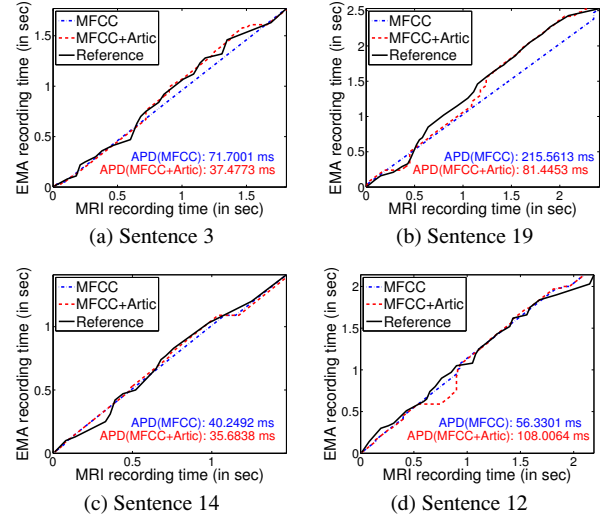 EMA recording time (in sec)
1.5
1
0.5
0
MFCC
MFCC+Artic
Reference
APD(MFCC): 71.7001 ms
APD(MFCC+Artic): 37.4773 ms
0 0.5 1 1.5
MRI recording time (in sec)
(a) Sentence 3
EMA recording time (in sec)
2.5
2
1.5
1
0.5
0
MFCC
MFCC+Artic
Reference
APD(MFCC): 215.5613 ms
APD(MFCC+Artic): 81.4453 ms
0 1 2
MRI recording time (in sec)
(b) Sentence 19
EMA recording time (in sec)
1
0.5
0
MFCC
MFCC+Artic
Reference
APD(MFCC): 40.2492 ms
APD(MFCC+Artic): 35.6838 ms
0 0.5 1
MRI recording time (in sec)
(c) Sentence 14
EMA recording time (in sec)
2
1.5
1
0.5
0
MFCC
MFCC+Artic
Reference
APD(MFCC): 56.3301 ms
APD(MFCC+Artic): 108.0064 ms
0 0.5 1 1.5 2
MRI recording time (in sec)
(d) Sentence 12